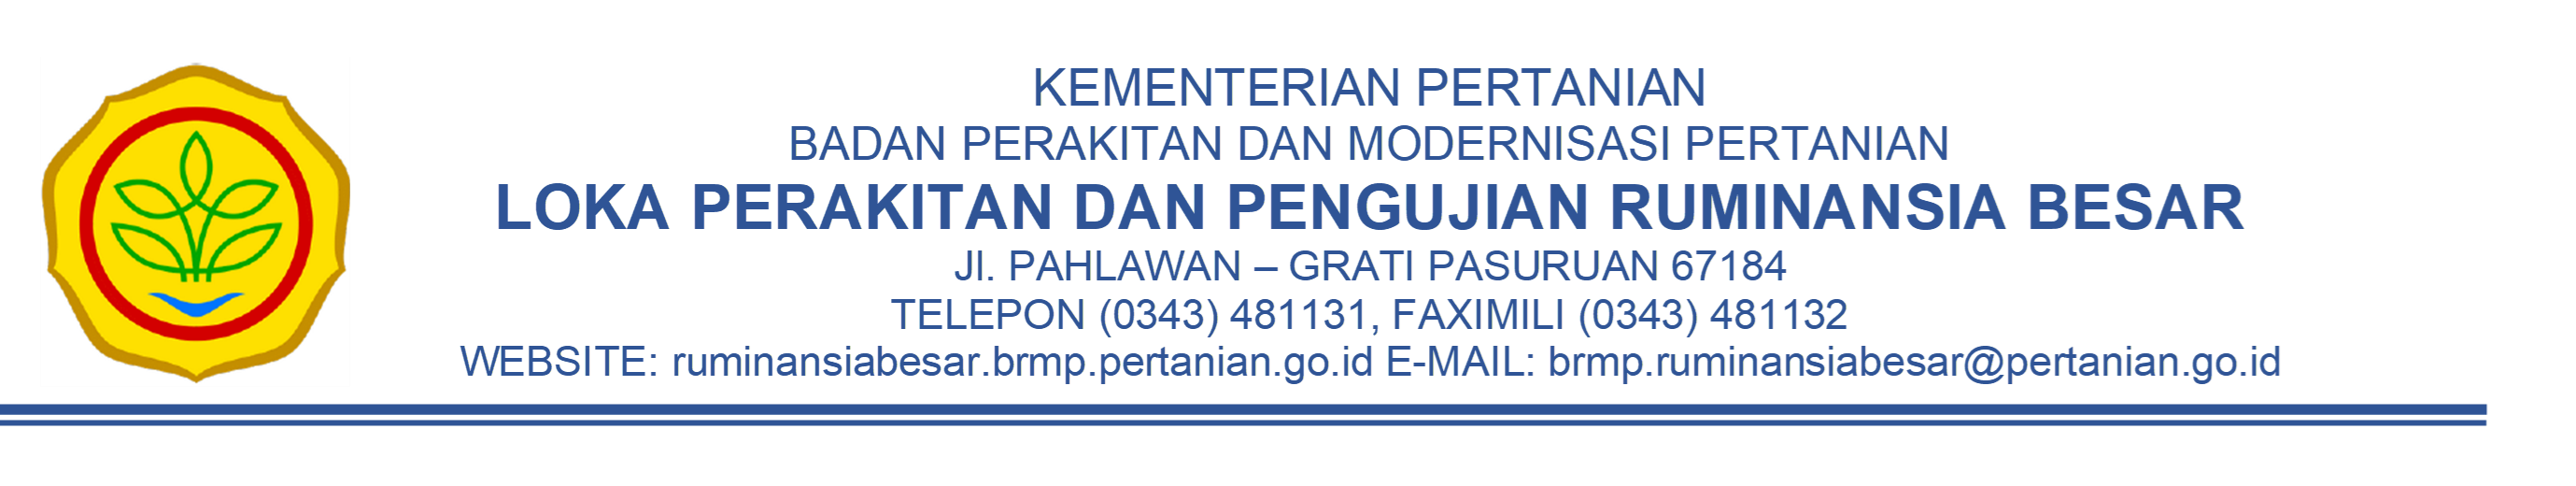 KEMENTERIAN PERTANIAN
BADAN PERAKITAN DAN MODERNISASI PERTANIAN
LOKA PERAKITAN DAN PENGUJIAN RUMINANSIA BESAR
Jl. PAHLAWAN – GRATI PASURUAN 67184
TELEPON (0343) 481131, FAXIMILI (0343) 481132
WEBSITE: ruminansiabesar.brmp.pertanian.go.id E-MAIL: brmp.ruminansiabesar@pertanian.go.id